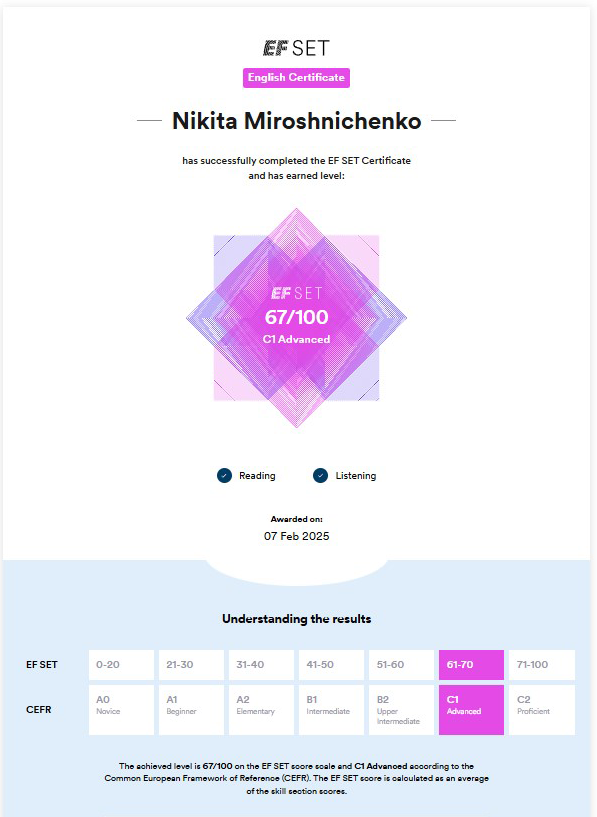 EF SET
English Certificate
Nikita Miroshnichenko
has successfully completed the EF SET Certificate
and has earned level:
EF SET
67/100
C1 Advanced
Reading
Listening
Awarded on:
07 Feb 2025
Understanding the results
EF SET 0-20 21-30 31-40 41-50 51-60 61-70 71-100
CEFR
A0
Novice
A1
Beginner
A2
Elementary
B1
Intermediate
B2
Upper
Intermediate
C1
Advanced
C2
Proficient
The achieved level is 67/100 on the EF SET score scale and C1 Advanced according to the
Common European Framework of Reference (CEFR). The EF SET score is calculated as an average
of the skill section scores.